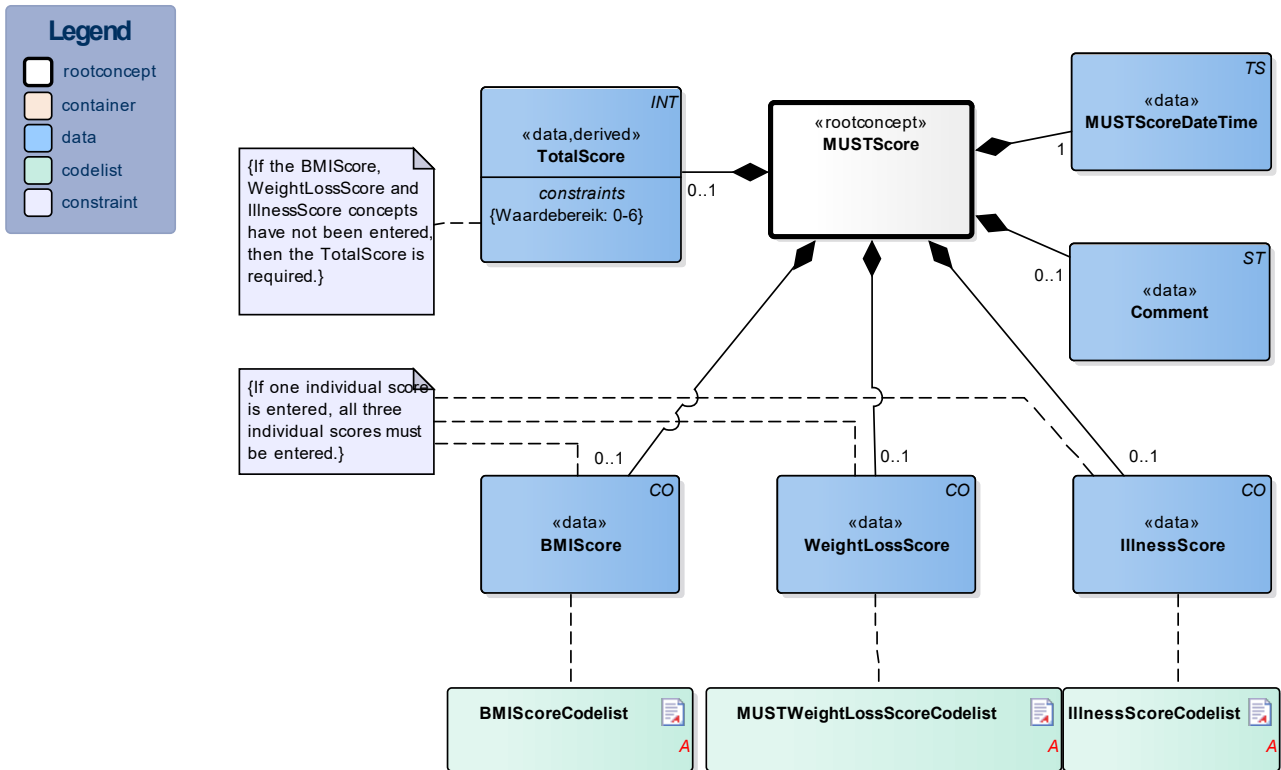 Legend
rootconcept
container
data
codelist
constraint
INT
«data,derived»
TotalScore
constraints
{Waardebereik: 0-6}
0..1
«rootconcept»
MUSTScore
TS
«data»
MUSTScoreDateTime
1
{If the BMIScore,
WeightLossScore and
IllnessScore concepts
have not been entered,
then the TotalScore is
required.}
ST
«data»
Comment
0..1
{If one individual score
is entered, all three
individual scores must
be entered.}
0..1
0..1
0..1
CO
«data»
BMIScore
CO
«data»
WeightLossScore
CO
«data»
IllnessScore
BMIScoreCodelist
A
MUSTWeightLossScoreCodelist
A
IllnessScoreCodelist
A